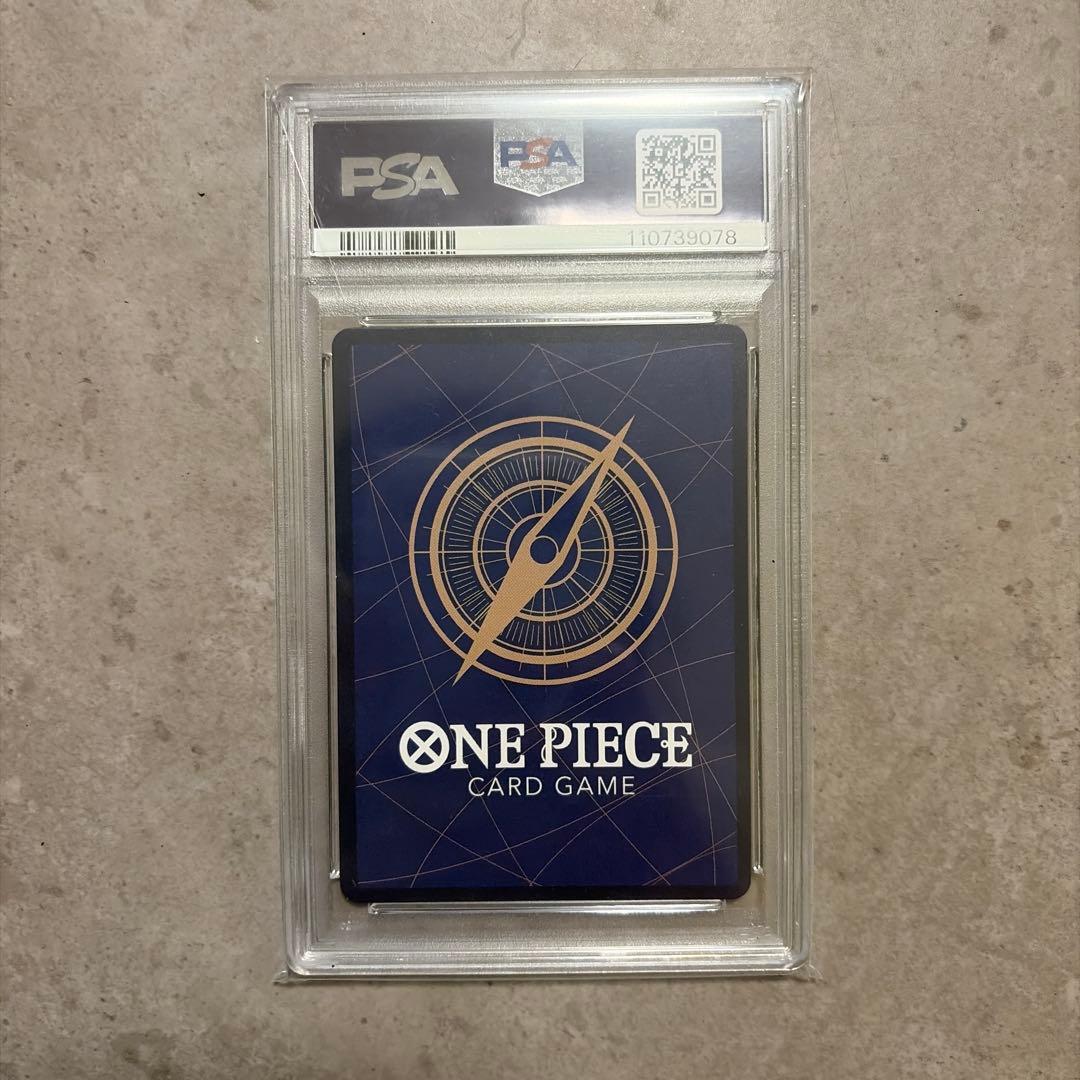 PSA
PSA
110739078
ONE PIECE
CARD GAME